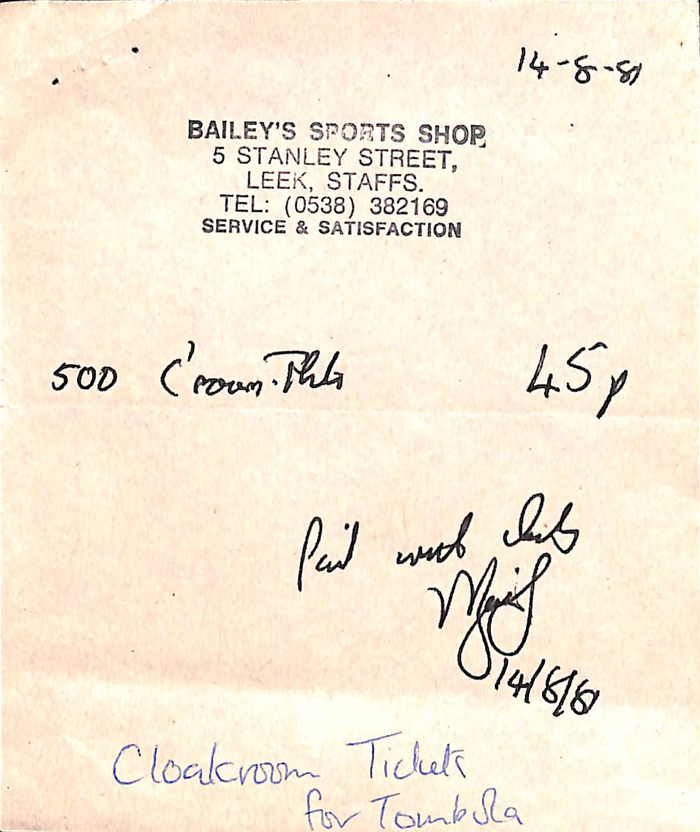 14-8-81
BAILEY'S SPORTS SHOP,
5 STANLEY STREET,
LEEK, STAFFS.
TEL: (0538) 382169
SERVICE & SATISFACTION
500 C'room. Tkts 45p
Paid with
14/8/81
Cloakroom Tickets
for Tombola